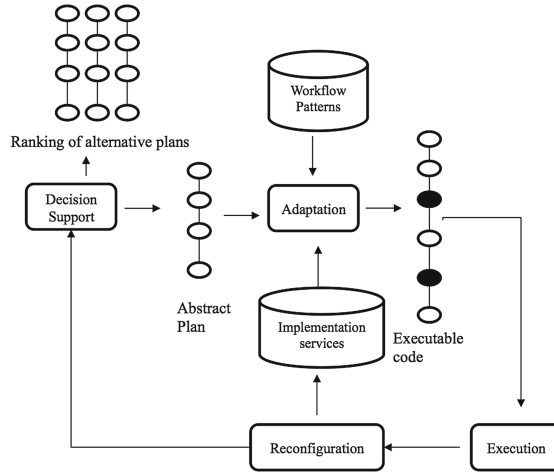 Workflow
Patterns
Ranking of alternative plans
Decision
Support
Adaptation
Abstract
Plan
Implementation
services
Executable
code
Reconfiguration
Execution